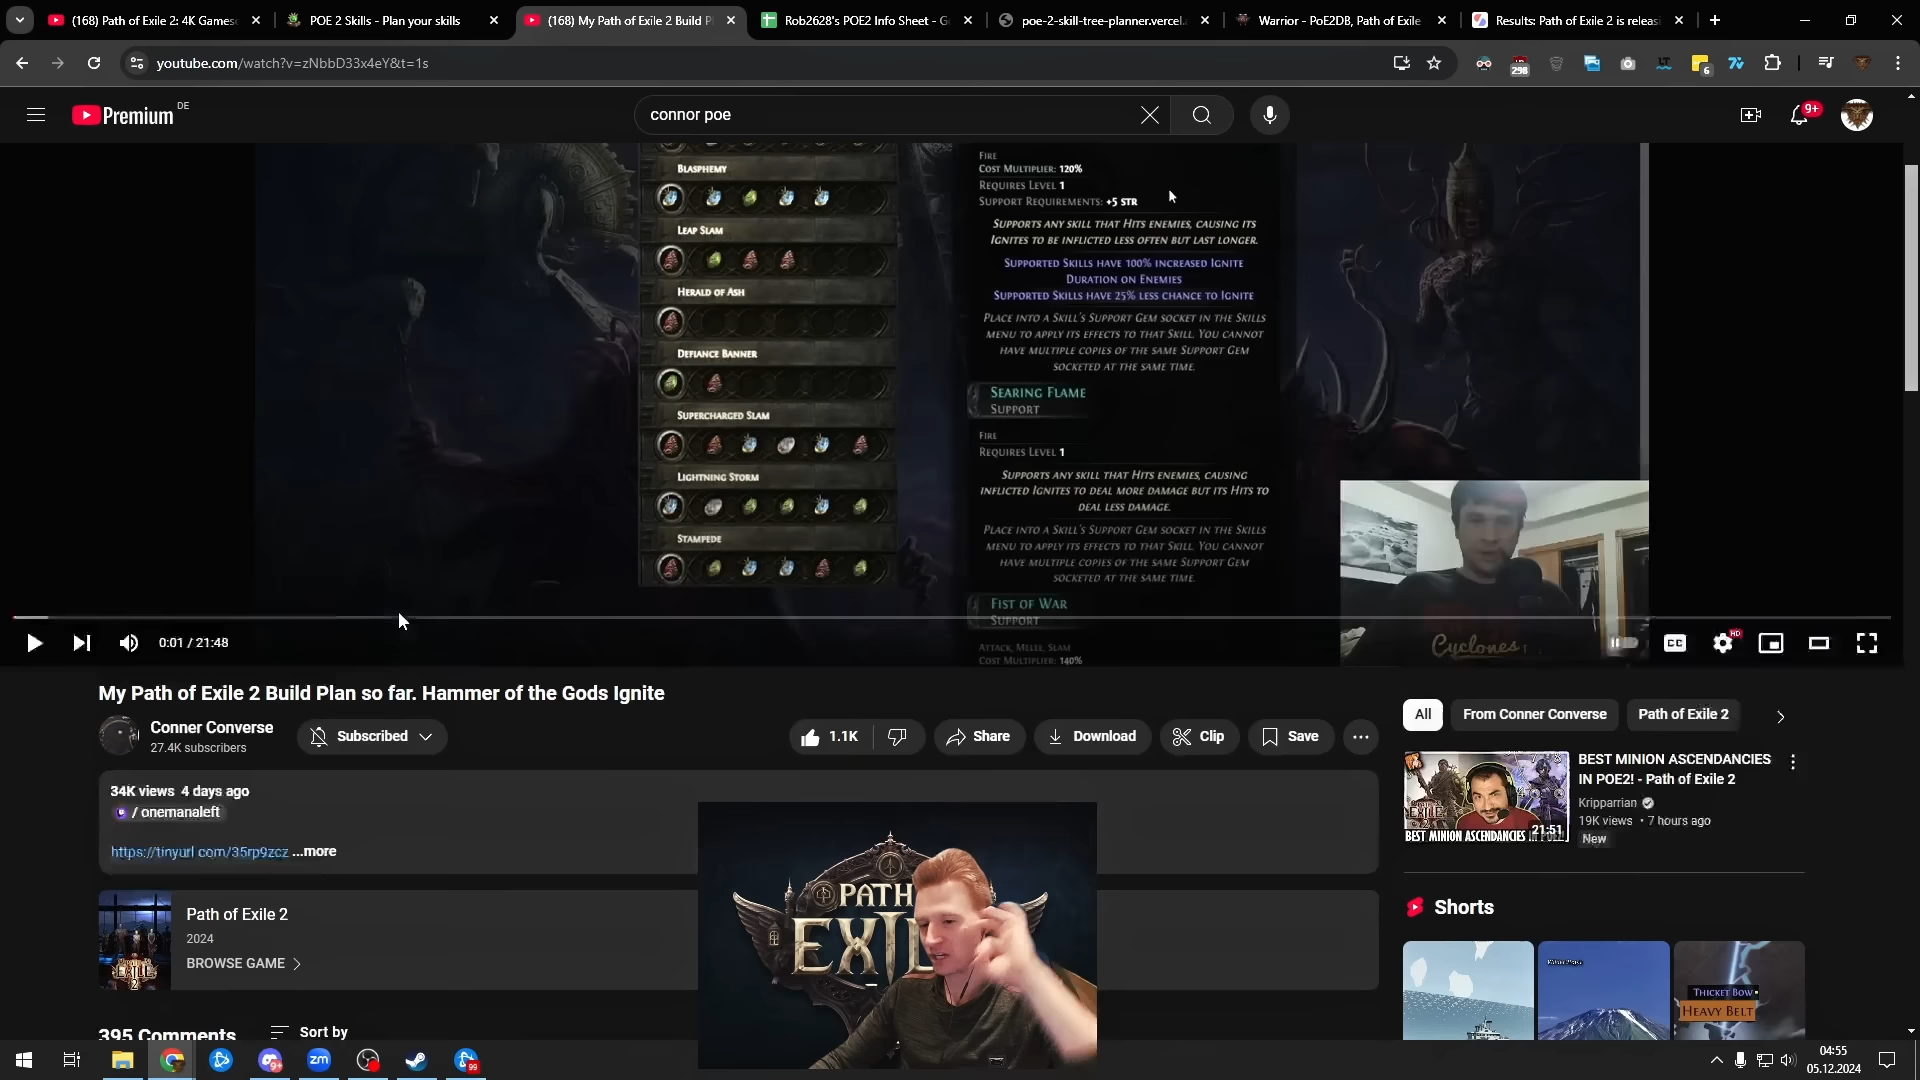 (168) Path of Exile 2: 4K Games
POE 2 Skills - Plan your skills
(168) My Path of Exile 2 Build P
Rob2628's POE2 Info Sheet - G
poe-2-skill-tree-planner.vercel.
Warrior - PoE2DB, Path of Exile
Results: Path of Exile 2 is releas
youtube.com/watch?v=zNbbD33x4eY&t=1s
298
6
Premium
DE
connor poe
9+
BLASPHEMY
LEAP SLAM
HERALD OF ASH
DEFIANCE BANNER
SUPERCHARGED SLAM
LIGHTNING STORM
STAMPEDE
FIRE
COST MULTIPLIER: 120%
REQUIRES LEVEL 1
SUPPORT REQUIREMENTS: +5 STR
SUPPORTS ANY SKILL THAT HITS ENEMIES, CAUSING ITS
IGNITES TO BE INFLICTED LESS OFTEN BUT LAST LONGER.
SUPPORTED SKILLS HAVE 100% INCREASED IGNITE
DURATION ON ENEMIES
SUPPORTED SKILLS HAVE 25% LESS CHANCE TO IGNITE
PLACE INTO A SKILL'S SUPPORT GEM SOCKET IN THE SKILLS
MENU TO APPLY ITS EFFECTS TO THAT SKILL. YOU CANNOT
HAVE MULTIPLE COPIES OF THE SAME SUPPORT GEM
SOCKETED AT THE SAME TIME.
SEARING FLAME
SUPPORT
FIRE
REQUIRES LEVEL 1
SUPPORTS ANY SKILL THAT HITS ENEMIES, CAUSING
INFLICTED IGNITES TO DEAL MORE DAMAGE BUT ITS HITS TO
DEAL LESS DAMAGE.
PLACE INTO A SKILL'S SUPPORT GEM SOCKET IN THE SKILLS
MENU TO APPLY ITS EFFECTS TO THAT SKILL. YOU CANNOT
HAVE MULTIPLE COPIES OF THE SAME SUPPORT GEM
SOCKETED AT THE SAME TIME.
FIST OF WAR
SUPPORT
ATTACK, MELEE, SLAM
COST MULTIPLIER: 140%
Cyclones
0:01 / 21:48
CC
HD
My Path of Exile 2 Build Plan so far. Hammer of the Gods Ignite
Conner Converse
27.4K subscribers
Subscribed
1.1K
Share
Download
Clip
Save
34K views 4 days ago
/ onemanaleft
https://tinyurl.com/35rp9zcz ...more
Path of Exile 2
2024
BROWSE GAME
PATH
EXILE
395 Comments
Sort by
All
From Conner Converse
Path of Exile 2
BEST MINION ASCENDANCIES
IN POE2! - Path of Exile 2
Kripparrian
19K views • 7 hours ago
New
BEST MINION ASCENDANCIES IN POE2!
21:51
Shorts
THICKET BOW
HEAVY BELT
zm
99
04:55
05.12.2024